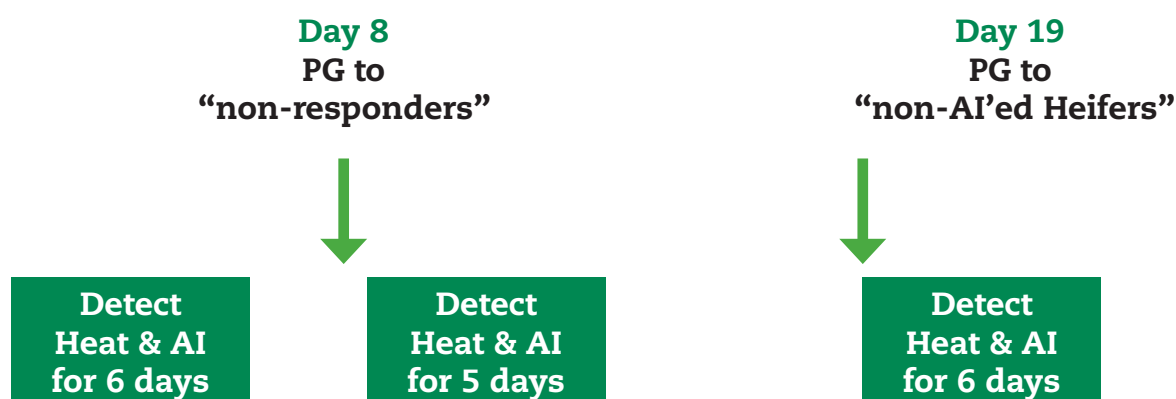 Day 8
PG to
“non-responders”
Day 19
PG to
“non-AI’ed Heifers”
Detect
Heat & AI
for 6 days
Detect
Heat & AI
for 5 days
Detect
Heat & AI
for 6 days